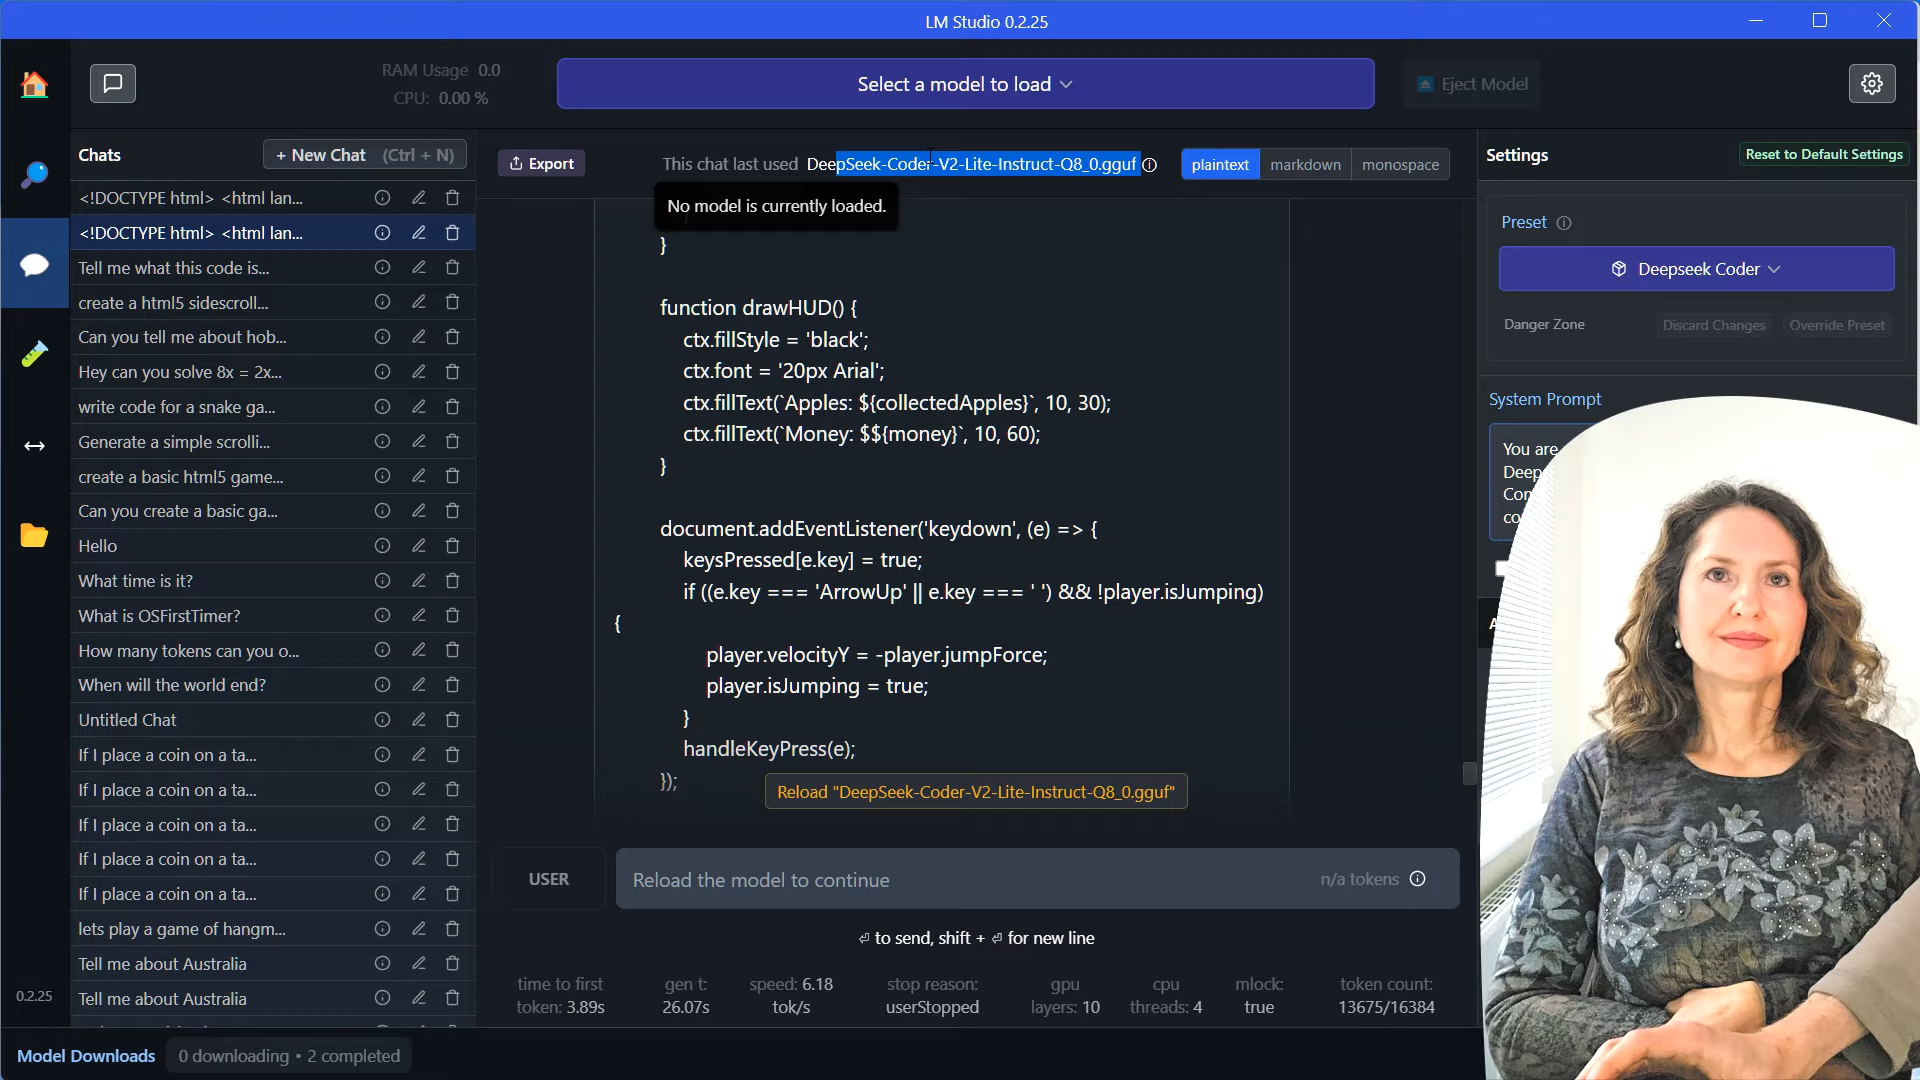 LM Studio 0.2.25
RAM Usage 0.0
CPU: 0.00 %
Select a model to load
Eject Model
Chats
+ New Chat (Ctrl + N)
Export
This chat last used DeepSeek-Coder-V2-Lite-Instruct-Q8_0.gguf
plaintext
markdown
monospace
Settings
Reset to Default Settings
No model is currently loaded.
<!DOCTYPE html> <html lan...
<!DOCTYPE html> <html lan...
Tell me what this code is...
create a html5 sidescroll...
Can you tell me about hob...
Hey can you solve 8x = 2x...
write code for a snake ga...
Generate a simple scrolli...
create a basic html5 game...
Can you create a basic ga...
Hello
What time is it?
What is OSFirstTimer?
How many tokens can you o...
When will the world end?
Untitled Chat
If I place a coin on a ta...
If I place a coin on a ta...
If I place a coin on a ta...
If I place a coin on a ta...
If I place a coin on a ta...
lets play a game of hangm...
Tell me about Australia
Tell me about Australia
0.2.25
}
function drawHUD() {
ctx.fillStyle = 'black';
ctx.font = '20px Arial';
ctx.fillText(`Apples: ${collectedApples}`, 10, 30);
ctx.fillText(`Money: $${money}`, 10, 60);
}
document.addEventListener('keydown', (e) => {
keysPressed[e.key] = true;
if ((e.key === 'ArrowUp' || e.key === ' ') && !player.isJumping)
{
player.velocityY = -player.jumpForce;
player.isJumping = true;
}
handleKeyPress(e);
});
Reload "DeepSeek-Coder-V2-Lite-Instruct-Q8_0.gguf"
USER
Reload the model to continue
n/a tokens
⏎ to send, shift + ⏎ for new line
time to first token: 3.89s
gen t: 26.07s
speed: 6.18 tok/s
stop reason: userStopped
gpu layers: 10
cpu threads: 4
mlock: true
token count: 13675/16384
Preset
Deepseek Coder
Danger Zone
Discard Changes
Override Preset
System Prompt
You are
Model Downloads
0 downloading • 2 completed